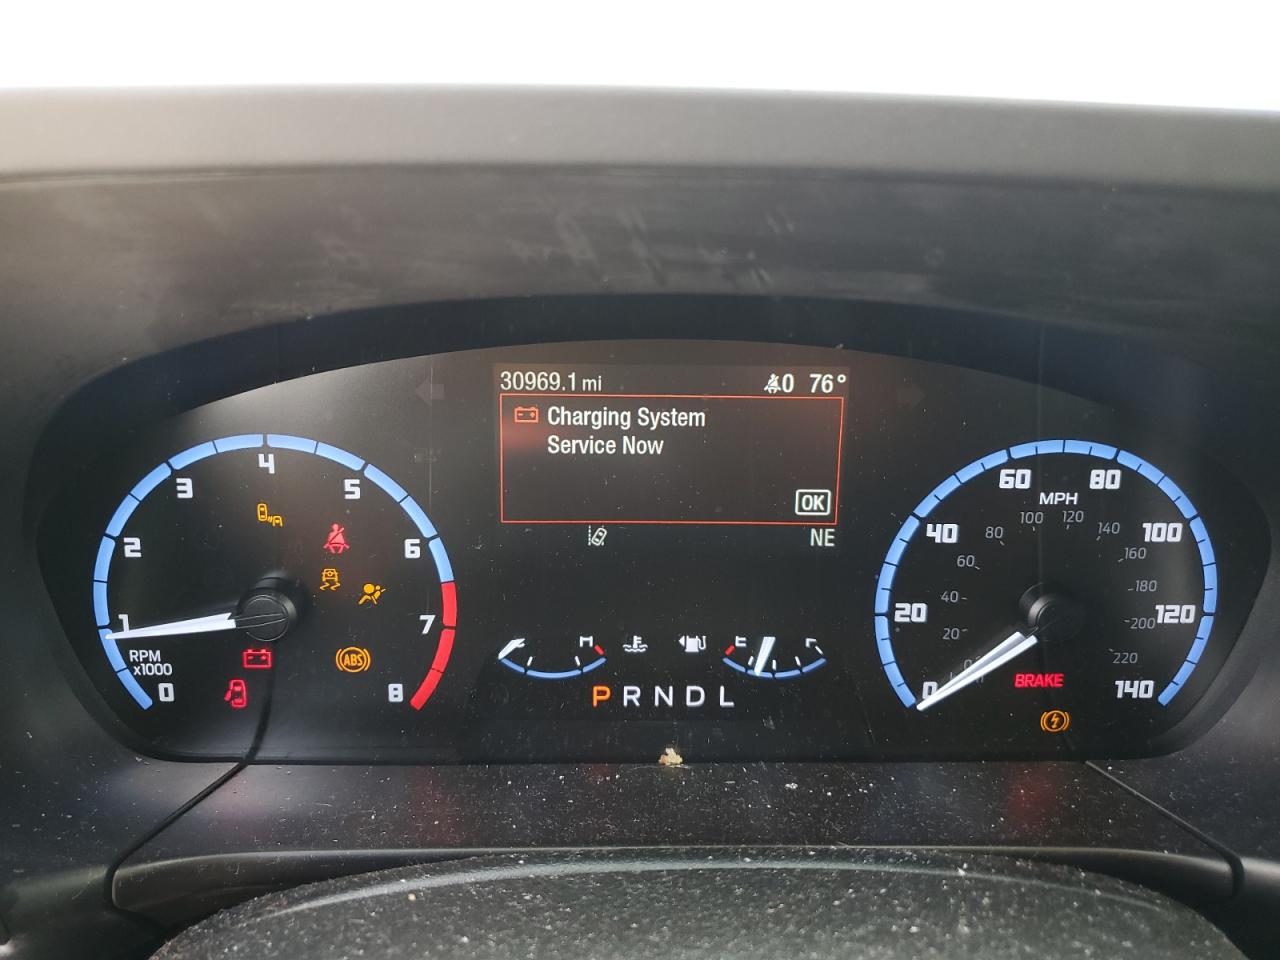 30969.1 mi 0 76°
Charging System
Service Now
OK
NE
0 1 2 3 4 5 6 7 8
RPM
x1000
ABS
H
E F
P R N D L
0 20 40 60 80 100 120 140
MPH
20 40 60 80 100 120 140 160 180 200 220
BRAKE